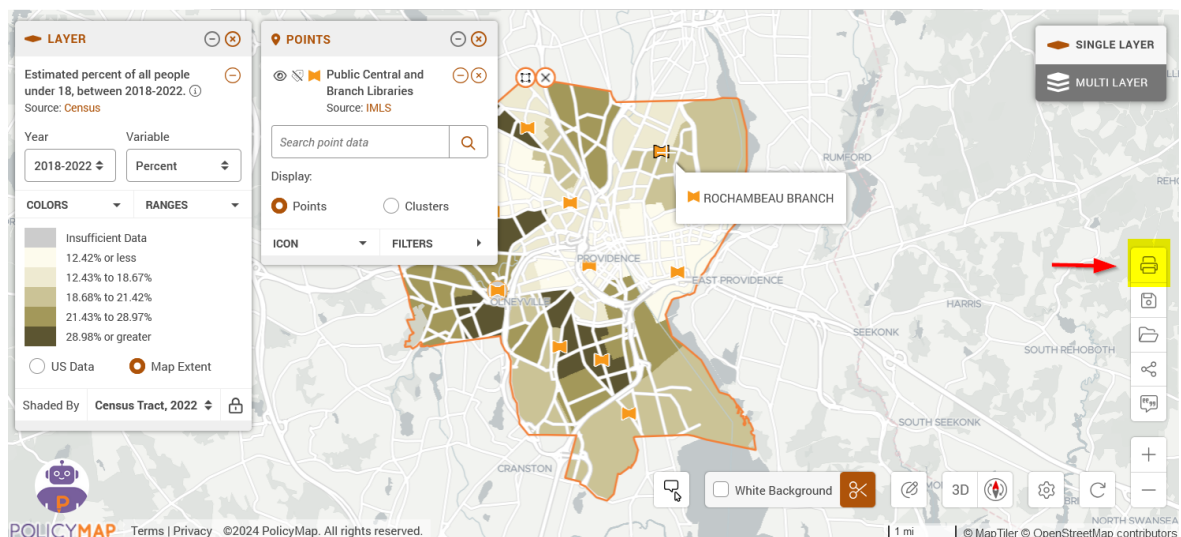 LAYER
Estimated percent of all people
under 18, between 2018-2022.
Source: Census
Year
Variable
2018-2022
Percent
COLORS
RANGES
Insufficient Data
12.42% or less
12.43% to 18.67%
18.68% to 21.42%
21.43% to 28.97%
28.98% or greater
US Data
Map Extent
Shaded By
Census Tract, 2022
POINTS
Public Central and
Branch Libraries
Source: IMLS
Search point data
Display:
Points
Clusters
ICON
FILTERS
SINGLE LAYER
MULTI LAYER
RUMFORD
ROCHAMBEAU BRANCH
PROVIDENCE
EAST PROVIDENCE
OLNEYVILLE
HARRIS
SEEKONK
SOUTH REHOBOTH
SOUTH SEEKONK
CRANSTON
White Background
3D
NORTH SWANSEA
P
POLICYMAP
Terms | Privacy
©2024 PolicyMap. All rights reserved.
1 mi
© MapTiler © OpenStreetMap contributors